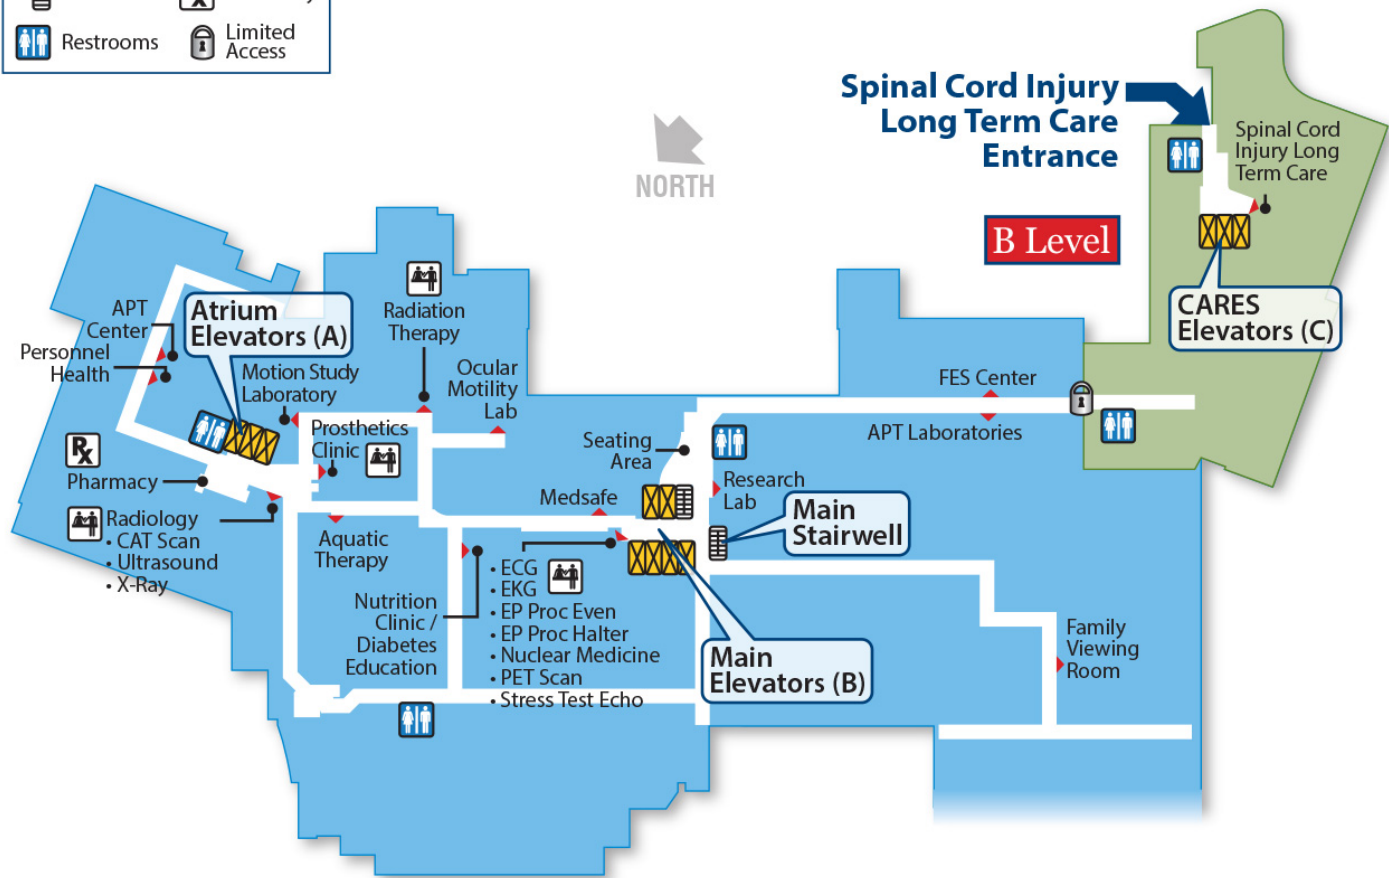 Restrooms
Limited
Access
Spinal Cord Injury
Long Term Care
Entrance
Spinal Cord
Injury Long
Term Care
NORTH
B Level
CARES
Elevators (C)
APT
Center
Personnel
Health
Atrium
Elevators (A)
Motion Study
Laboratory
Radiation
Therapy
Ocular
Motility
Lab
Prosthetics
Clinic
FES Center
APT Laboratories
Seating
Area
Research
Lab
Medsafe
Main
Stairwell
Rx
Pharmacy
Radiology
• CAT Scan
• Ultrasound
• X-Ray
Aquatic
Therapy
Nutrition
Clinic /
Diabetes
Education
• ECG
• EKG
• EP Proc Even
• EP Proc Halter
• Nuclear Medicine
• PET Scan
• Stress Test Echo
Main
Elevators (B)
Family
Viewing
Room